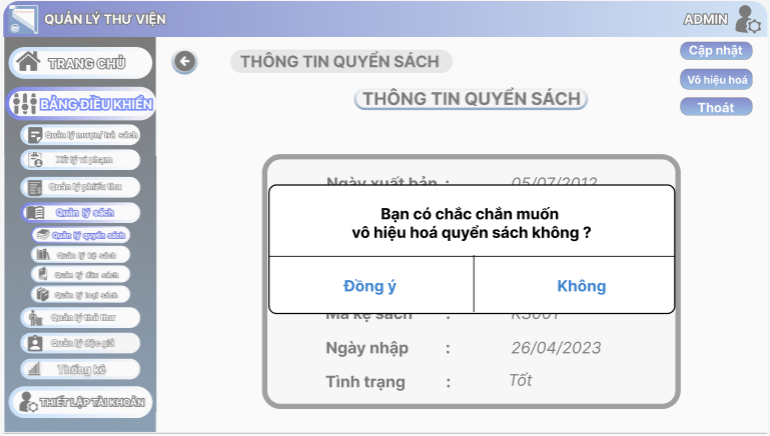 QUẢN LÝ THƯ VIỆN
ADMIN
TRANG CHỦ
BẢNG ĐIỀU KHIỂN
Quản lý mượn/ trả sách
Xử lý vi phạm
Quản lý phiếu thu
Quản lý sách
Quản lý quyển sách
Quản lý kệ sách
Quản lý đầu sách
Quản lý loại sách
Quản lý thủ thư
Quản lý độc giả
Thống kê
THIẾT LẬP TÀI KHOẢN
THÔNG TIN QUYỂN SÁCH
Cập nhật
Vô hiệu hoá
Thoát
THÔNG TIN QUYỂN SÁCH
Ngày xuất bản : 05/07/2012
Bạn có chắc chắn muốn
vô hiệu hoá quyển sách không ?
Đồng ý Không
Mã kệ sách : KS001
Ngày nhập : 26/04/2023
Tình trạng : Tốt